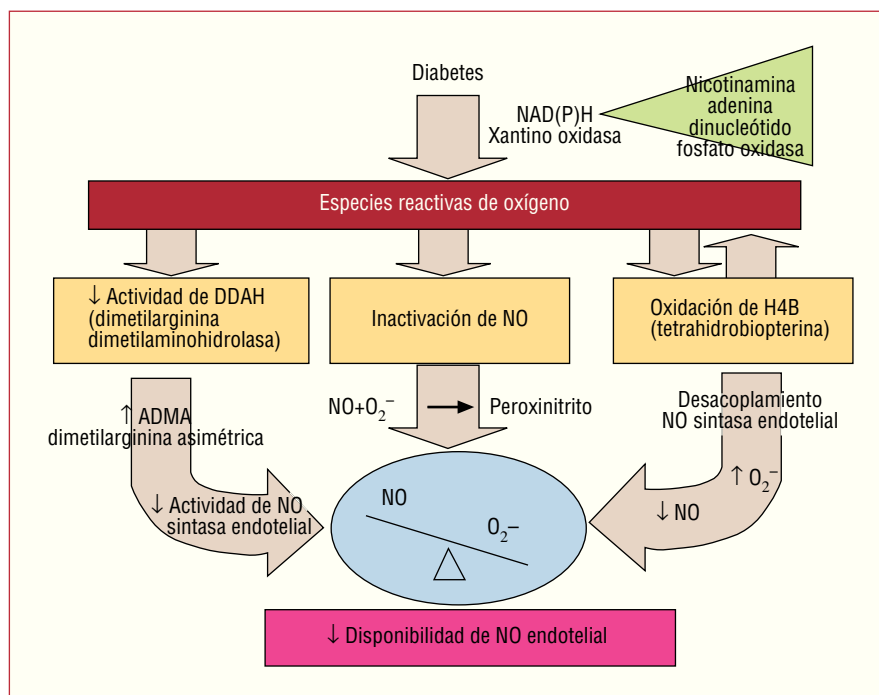 Diabetes
NAD(P)H
Xantino oxidasa
Nicotinamina
adenina
dinucleótido
fosfato oxidasa
Especies reactivas de oxígeno
↓ Actividad de DDAH
(dimetilarginina
dimetilaminohidrolasa)
Inactivación de NO
Oxidación de H4B
(tetrahidrobiopterina)
↑ ADMA
dimetilarginina asimétrica
↓ Actividad de NO
sintasa endotelial
NO+O₂⁻ → Peroxinitrito
Desacoplamiento
NO sintasa endotelial
↑ O₂⁻
↓ NO
NO
O₂−
↓ Disponibilidad de NO endotelial